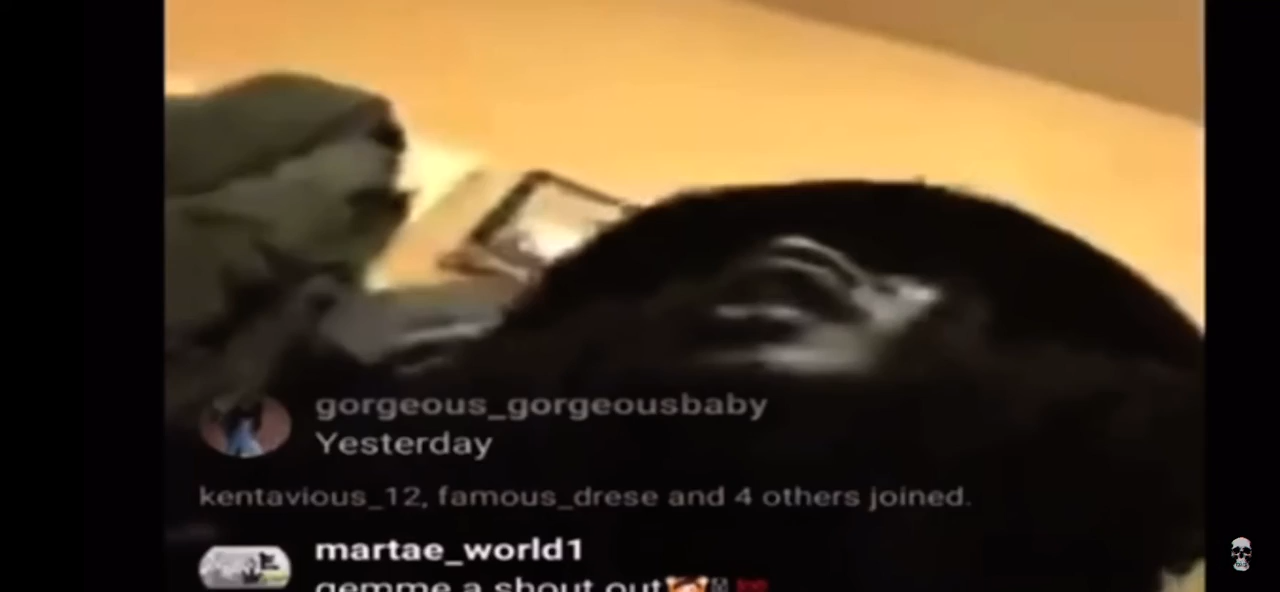 gorgeous_gorgeousbaby
Yesterday
kentavious_12, famous_drese and 4 others joined.
martae_world1
gemme a shout out